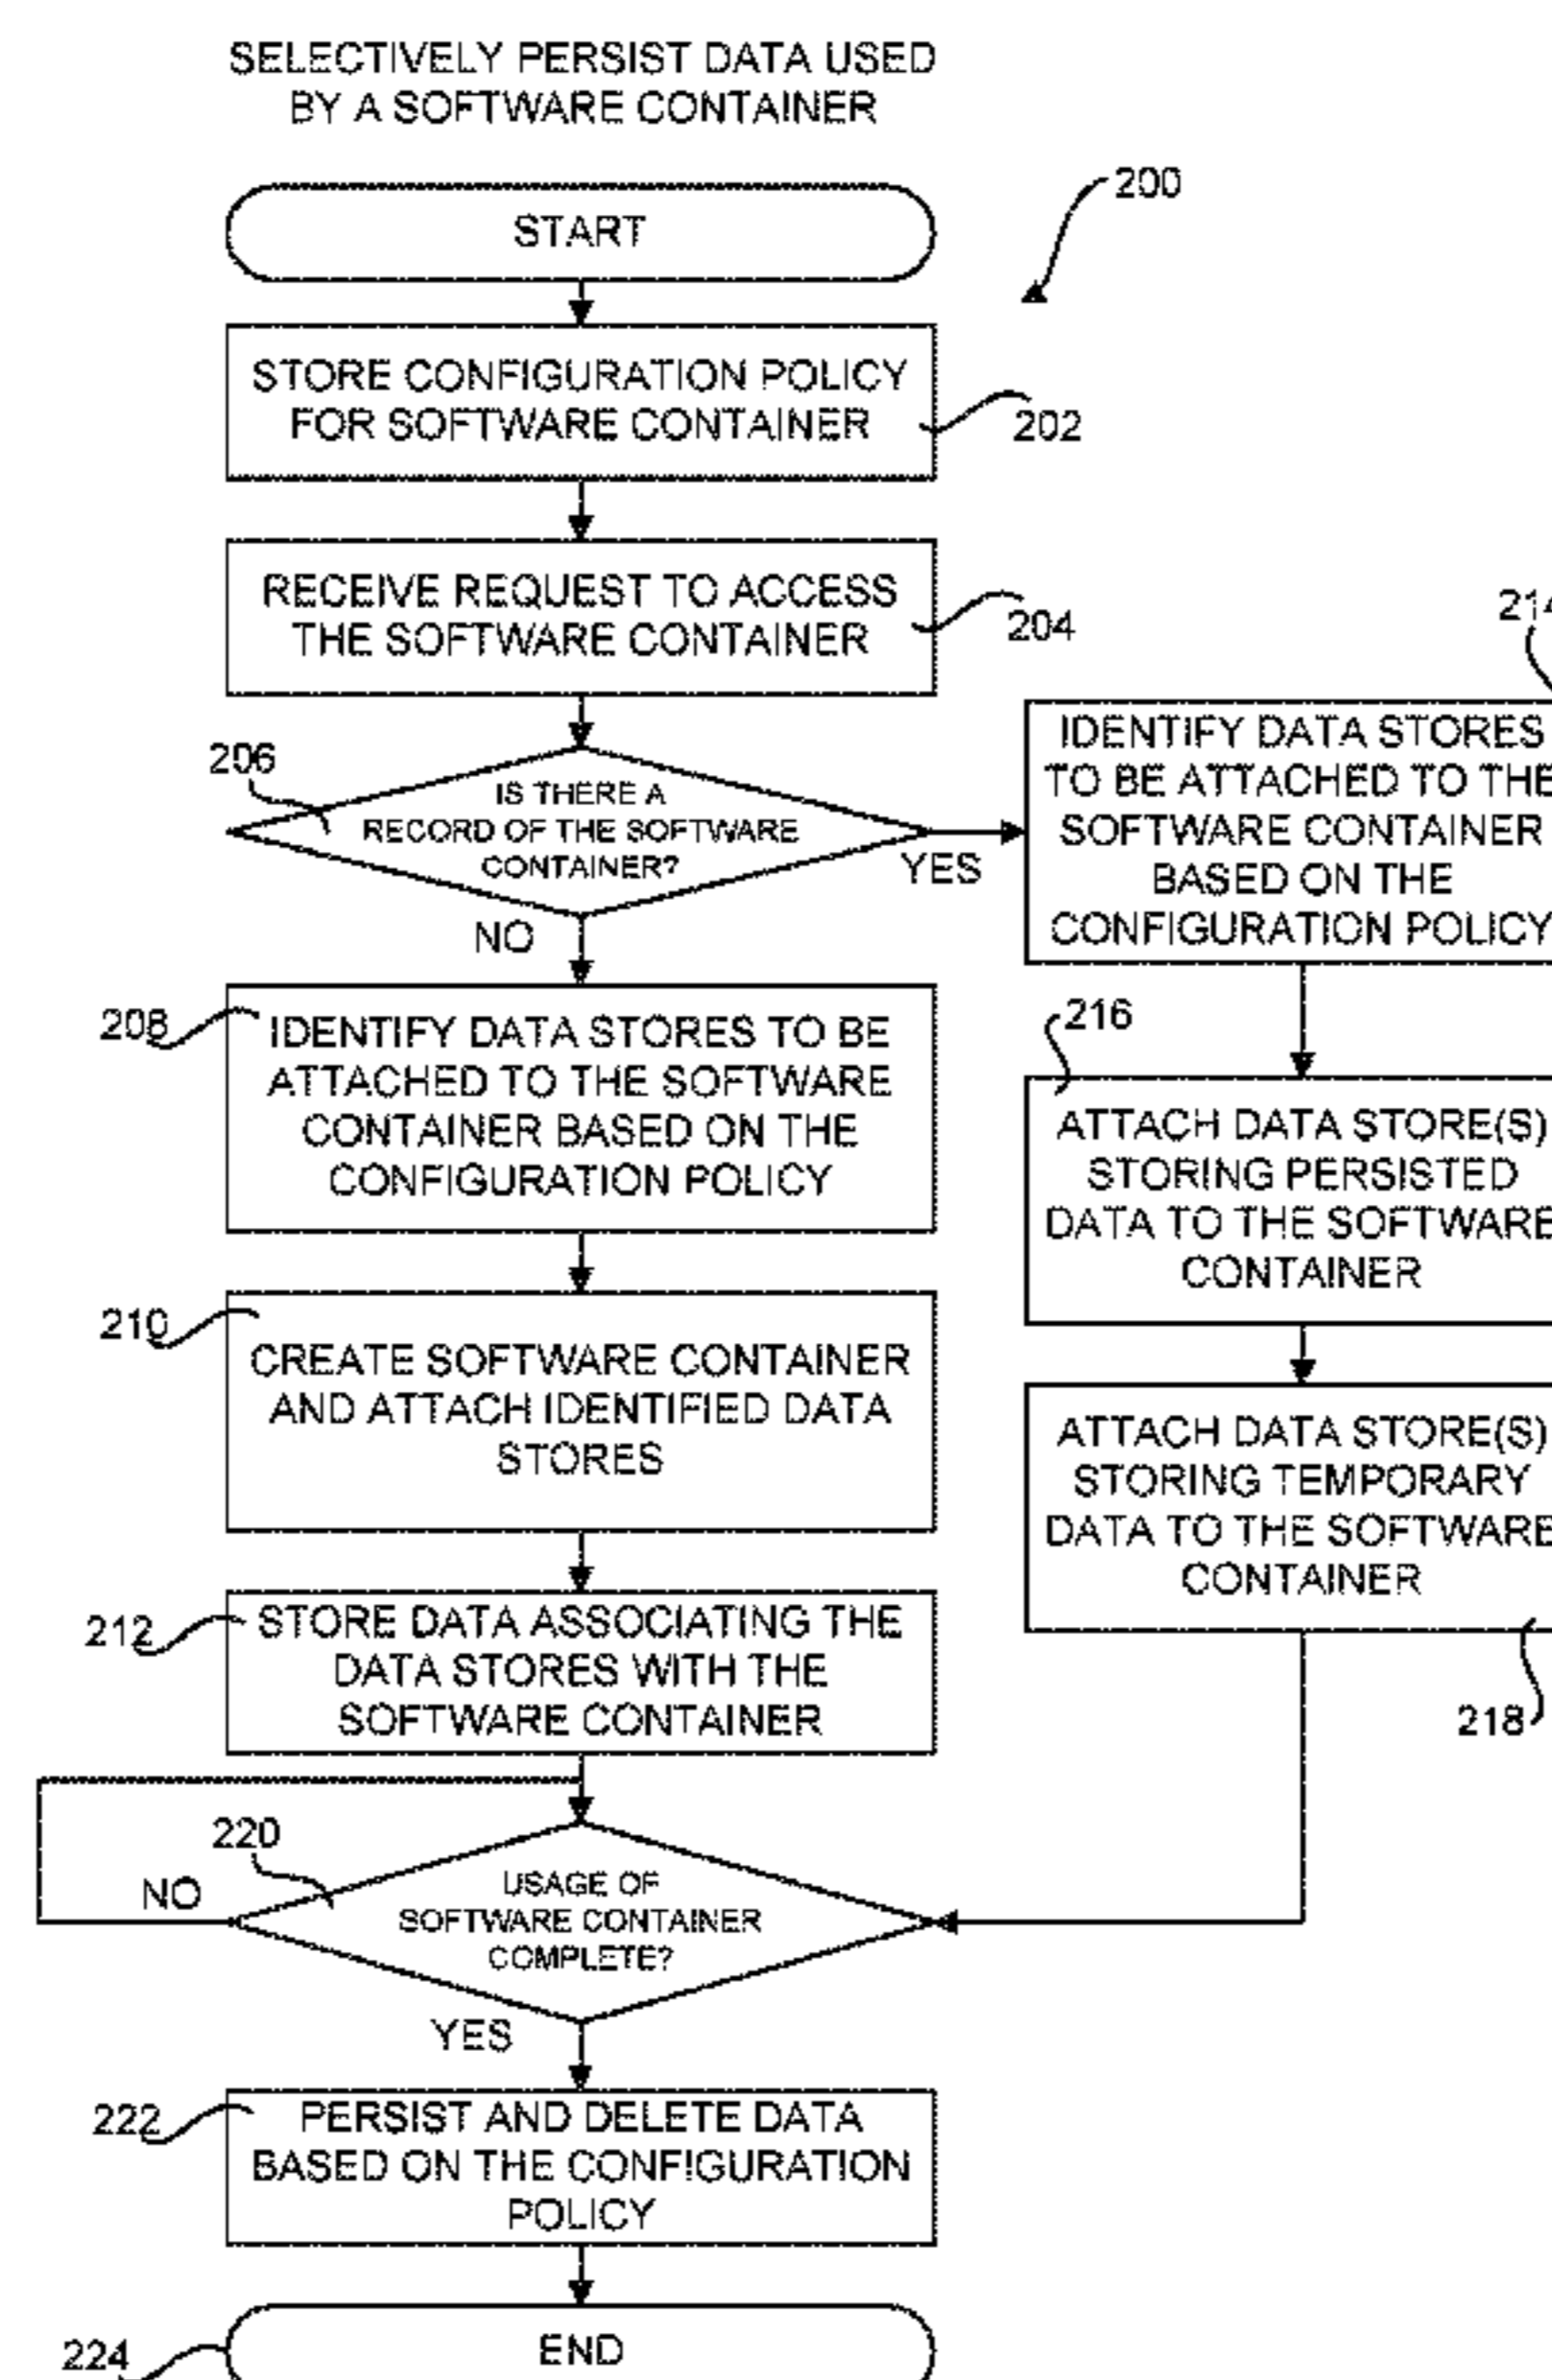 SELECTIVELY PERSIST DATA USED
BY A SOFTWARE CONTAINER
200
START
STORE CONFIGURATION POLICY
FOR SOFTWARE CONTAINER
202
RECEIVE REQUEST TO ACCESS
THE SOFTWARE CONTAINER
204
206
IS THERE A
RECORD OF THE SOFTWARE
CONTAINER?
YES
NO
214
IDENTIFY DATA STORES
TO BE ATTACHED TO THE
SOFTWARE CONTAINER
BASED ON THE
CONFIGURATION POLICY
208
IDENTIFY DATA STORES TO BE
ATTACHED TO THE SOFTWARE
CONTAINER BASED ON THE
CONFIGURATION POLICY
216
ATTACH DATA STORE(S)
STORING PERSISTED
DATA TO THE SOFTWARE
CONTAINER
210
CREATE SOFTWARE CONTAINER
AND ATTACH IDENTIFIED DATA
STORES
ATTACH DATA STORE(S)
STORING TEMPORARY
DATA TO THE SOFTWARE
CONTAINER
218
212
STORE DATA ASSOCIATING THE
DATA STORES WITH THE
SOFTWARE CONTAINER
220
NO
USAGE OF
SOFTWARE CONTAINER
COMPLETE?
YES
222
PERSIST AND DELETE DATA
BASED ON THE CONFIGURATION
POLICY
224
END